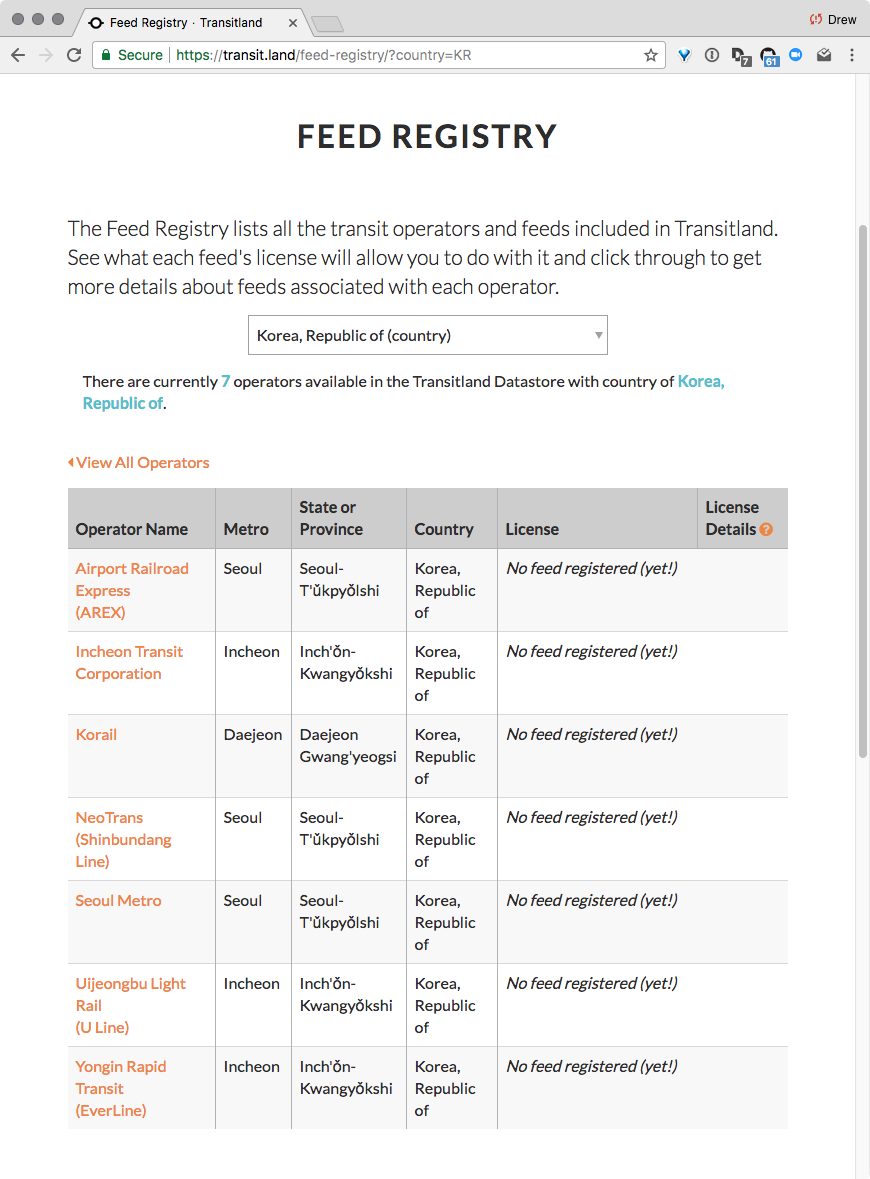 Feed Registry · Transitland
Drew
Secure
https://transit.land/feed-registry/?country=KR
7
61
FEED REGISTRY
The Feed Registry lists all the transit operators and feeds included in Transitland.
See what each feed's license will allow you to do with it and click through to get
more details about feeds associated with each operator.
Korea, Republic of (country)
There are currently 7 operators available in the Transitland Datastore with country of Korea,
Republic of.
View All Operators
Operator Name
Metro
State or
Province
Country
License
License
Details ?
Airport Railroad
Express
(AREX)
Seoul
Seoul-
T'ŭkpyŏlshi
Korea,
Republic
of
No feed registered (yet!)
Incheon Transit
Corporation
Incheon
Inch'ŏn-
Kwangyŏkshi
Korea,
Republic
of
No feed registered (yet!)
Korail
Daejeon
Daejeon
Gwang'yeogsi
Korea,
Republic
of
No feed registered (yet!)
NeoTrans
(Shinbundang
Line)
Seoul
Seoul-
T'ŭkpyŏlshi
Korea,
Republic
of
No feed registered (yet!)
Seoul Metro
Seoul
Seoul-
T'ŭkpyŏlshi
Korea,
Republic
of
No feed registered (yet!)
Uijeongbu Light
Rail
(U Line)
Incheon
Inch'ŏn-
Kwangyŏkshi
Korea,
Republic
of
No feed registered (yet!)
Yongin Rapid
Transit
(EverLine)
Incheon
Inch'ŏn-
Kwangyŏkshi
Korea,
Republic
of
No feed registered (yet!)